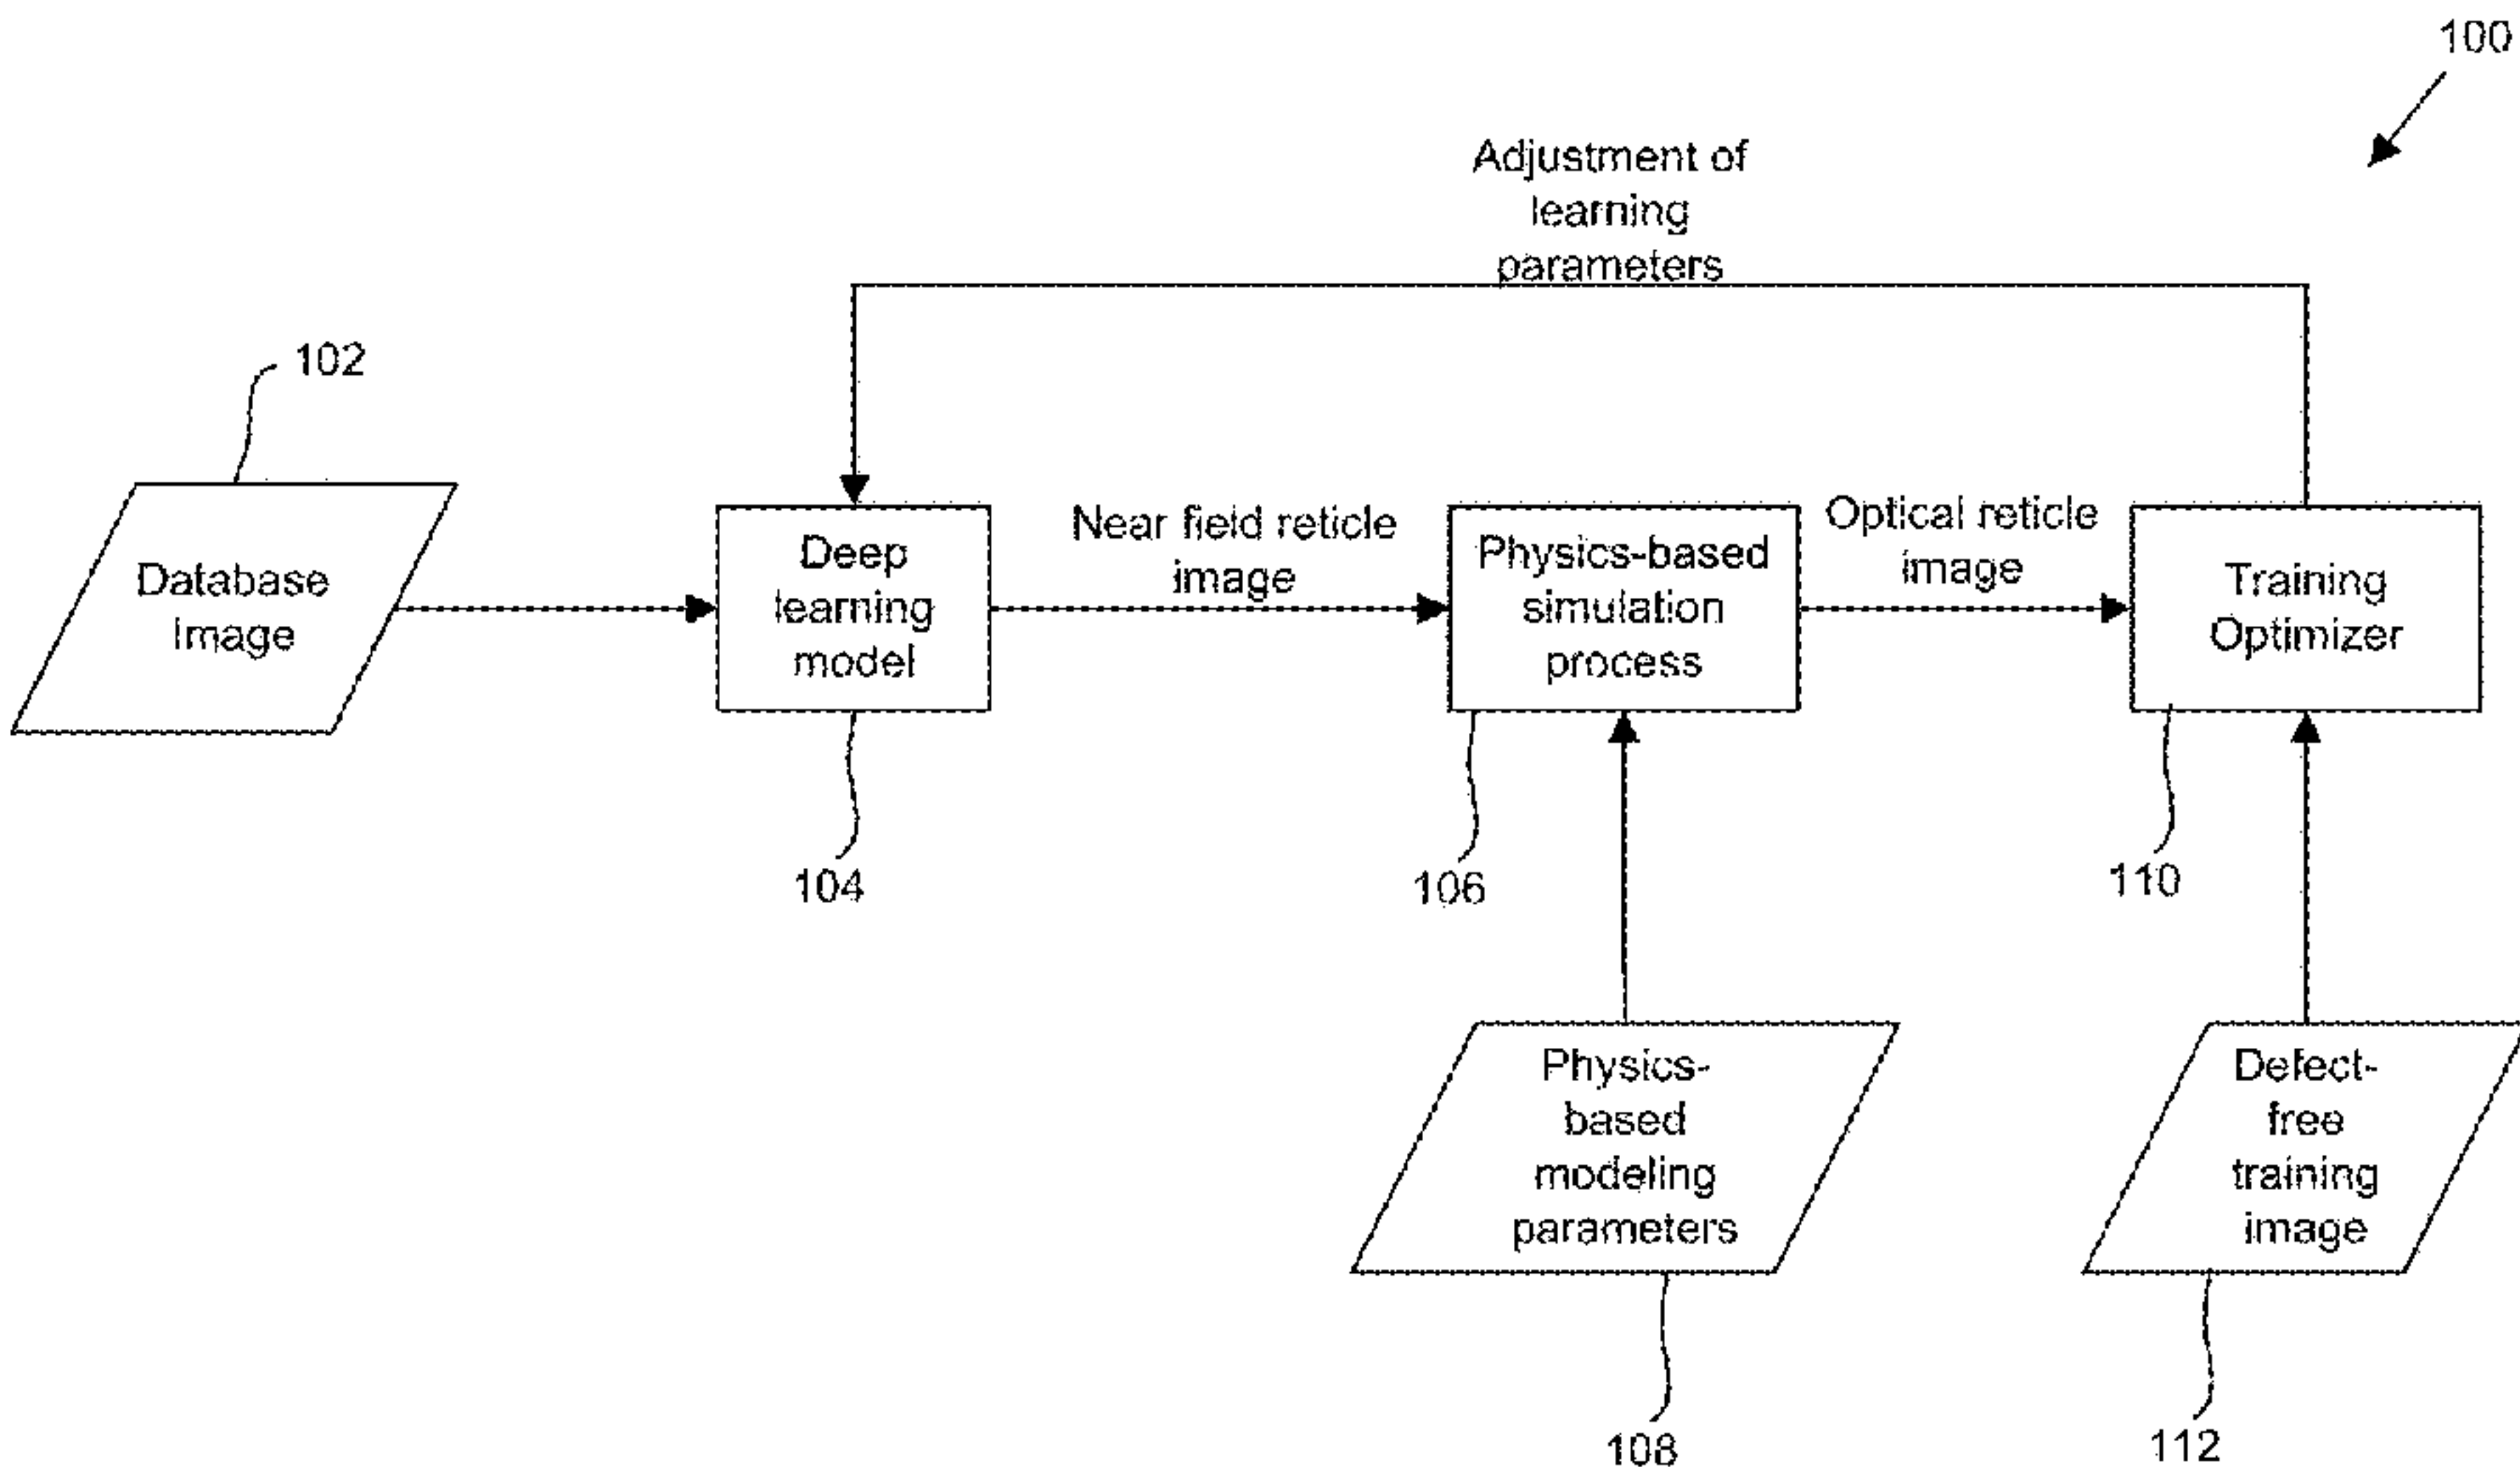 100
Adjustment of
learning
parameters
102
Database
Image
Deep
learning
model
Near field reticle
image
Physics-based
simulation
process
Optical reticle
image
Training
Optimizer
104
106
110
Physics-
based
modeling
parameters
Defect-
free
training
image
108
112